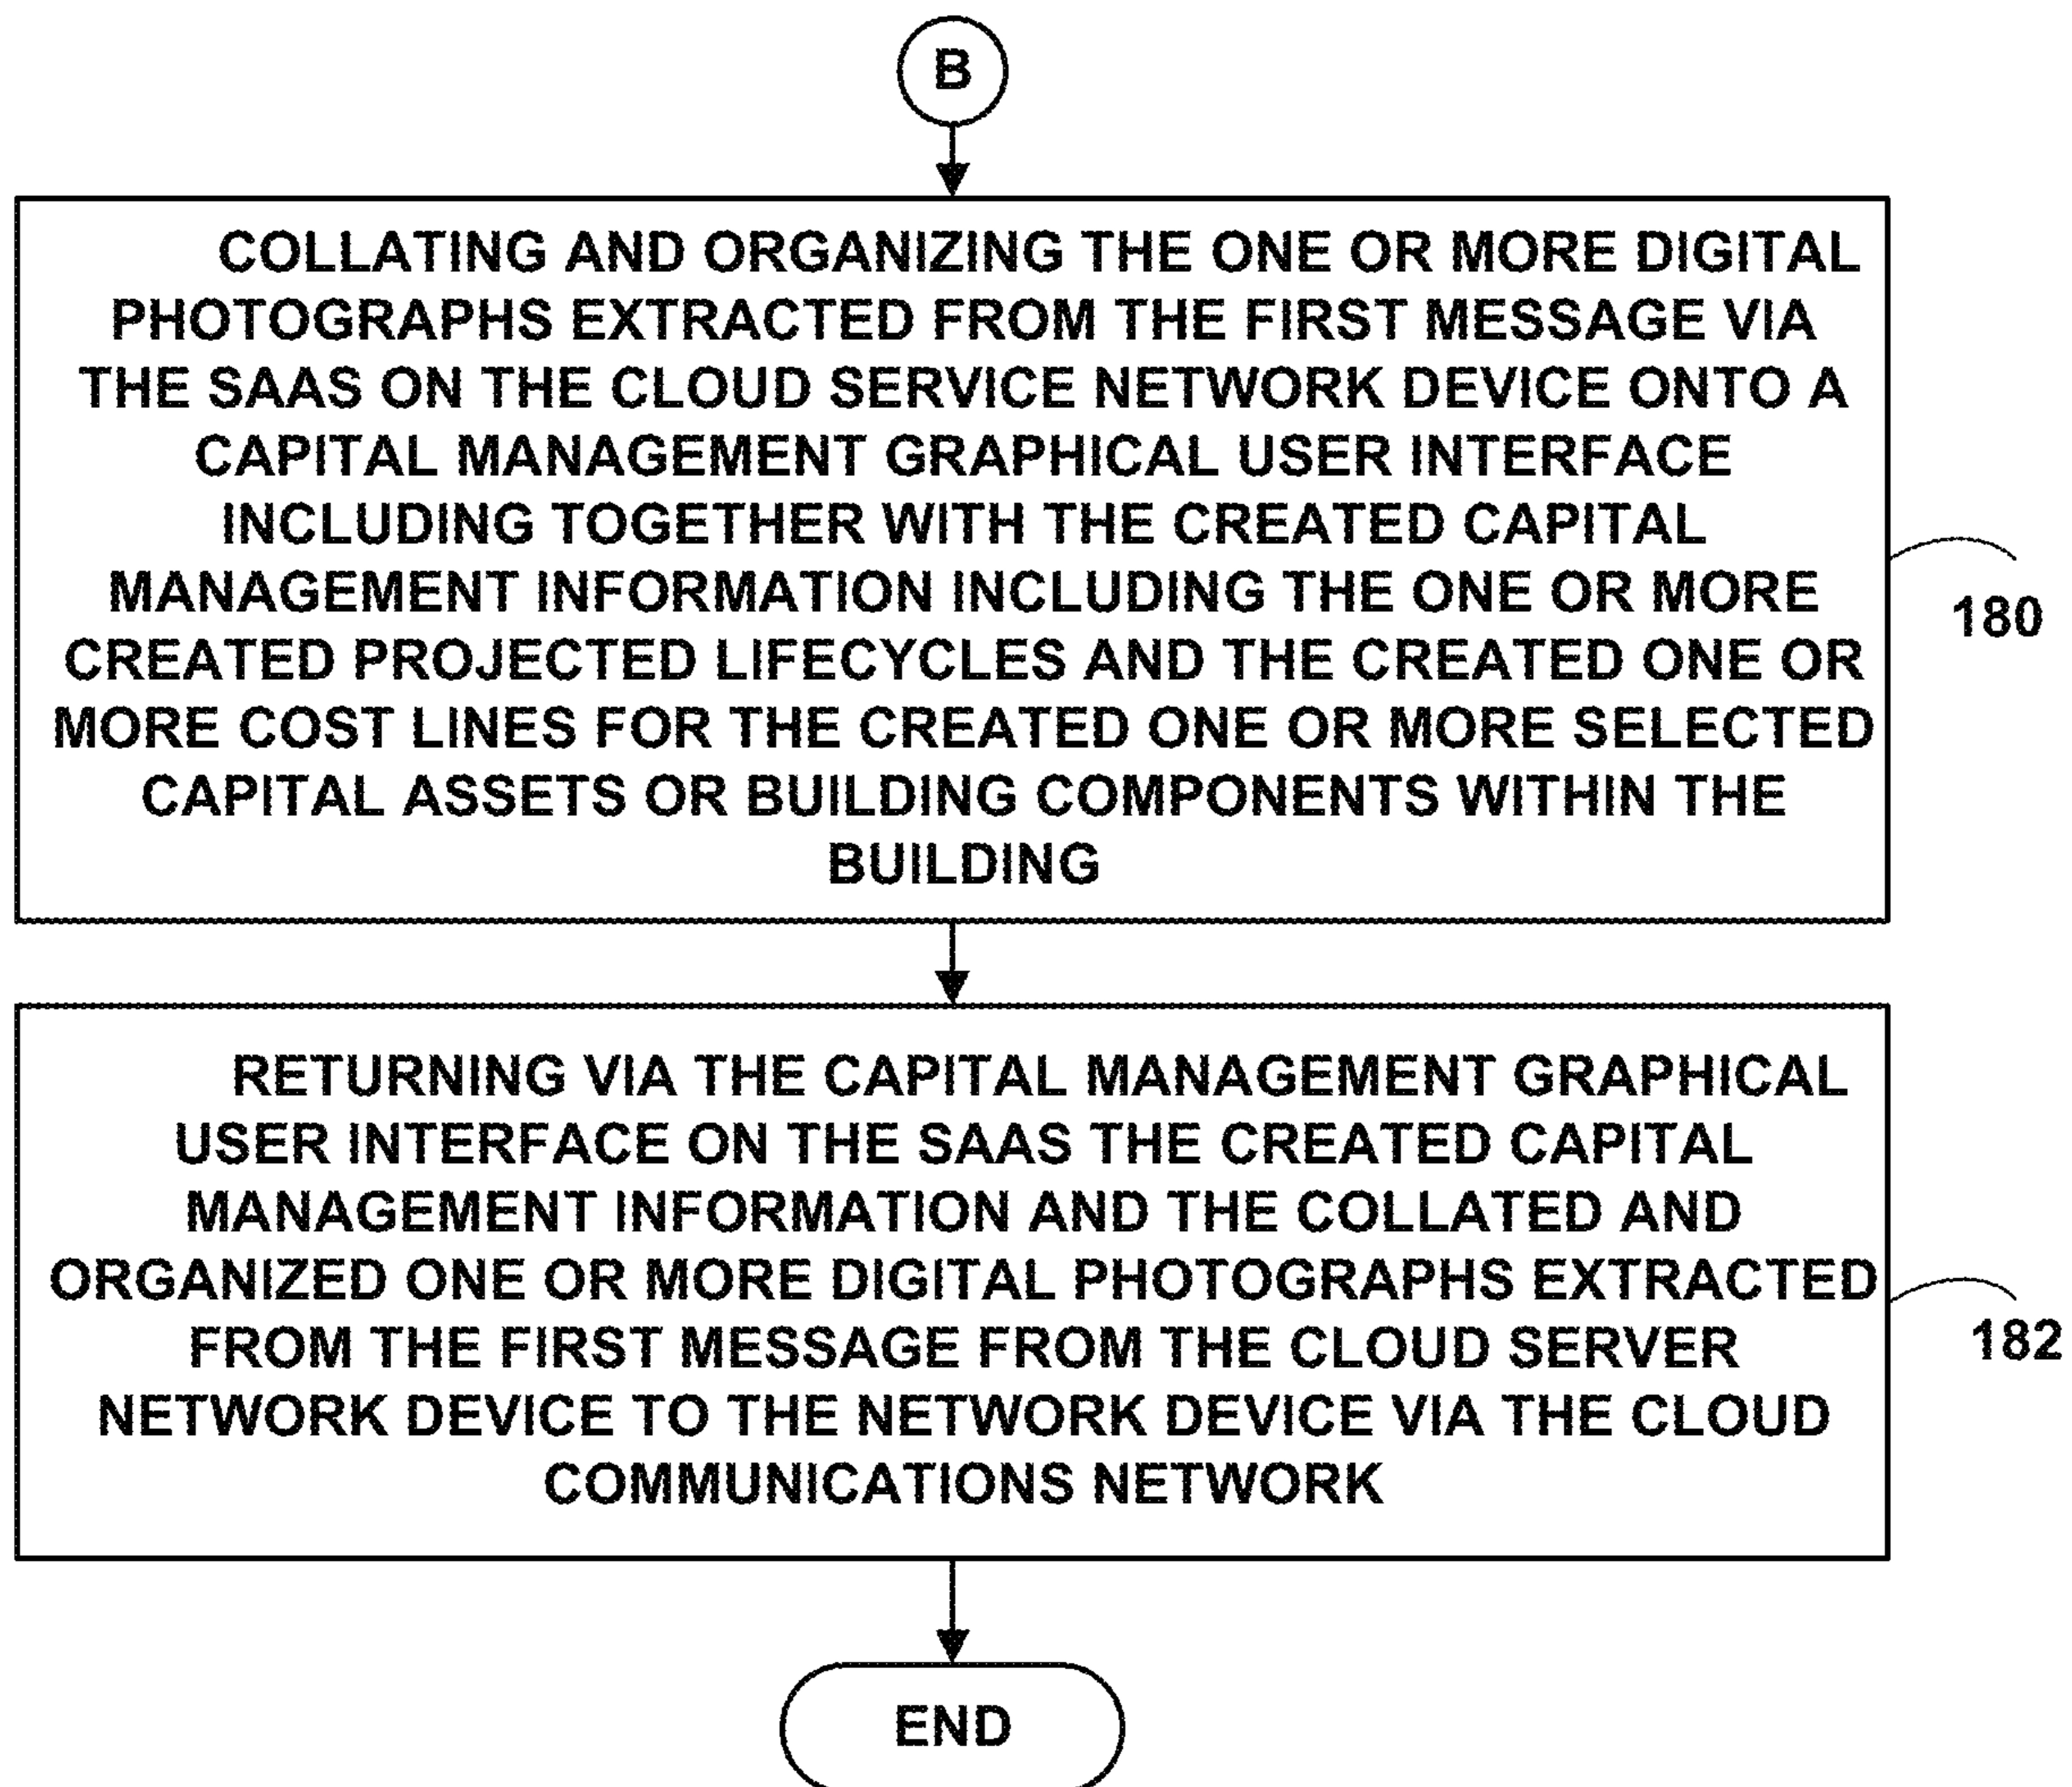 B
COLLATING AND ORGANIZING THE ONE OR MORE DIGITAL
PHOTOGRAPHS EXTRACTED FROM THE FIRST MESSAGE VIA
THE SAAS ON THE CLOUD SERVICE NETWORK DEVICE ONTO A
CAPITAL MANAGEMENT GRAPHICAL USER INTERFACE
INCLUDING TOGETHER WITH THE CREATED CAPITAL
MANAGEMENT INFORMATION INCLUDING THE ONE OR MORE
CREATED PROJECTED LIFECYCLES AND THE CREATED ONE OR
MORE COST LINES FOR THE CREATED ONE OR MORE SELECTED
CAPITAL ASSETS OR BUILDING COMPONENTS WITHIN THE
BUILDING
180
RETURNING VIA THE CAPITAL MANAGEMENT GRAPHICAL
USER INTERFACE ON THE SAAS THE CREATED CAPITAL
MANAGEMENT INFORMATION AND THE COLLATED AND
ORGANIZED ONE OR MORE DIGITAL PHOTOGRAPHS EXTRACTED
FROM THE FIRST MESSAGE FROM THE CLOUD SERVER
NETWORK DEVICE TO THE NETWORK DEVICE VIA THE CLOUD
COMMUNICATIONS NETWORK
182
END